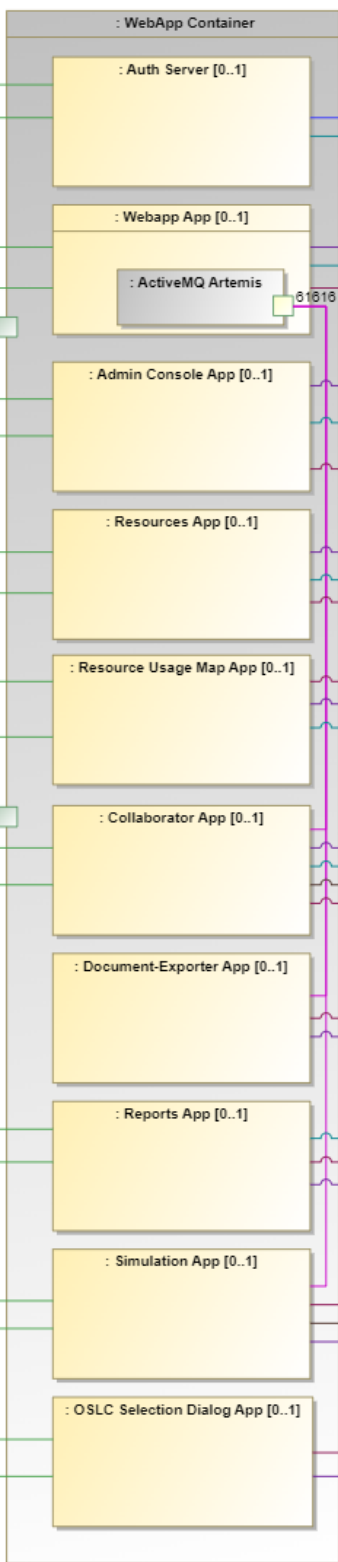 : WebApp Container
: Auth Server [0..1]
: Webapp App [0..1]
: ActiveMQ Artemis
61616
: Admin Console App [0..1]
: Resources App [0..1]
: Resource Usage Map App [0..1]
: Collaborator App [0..1]
: Document-Exporter App [0..1]
: Reports App [0..1]
: Simulation App [0..1]
: OSLC Selection Dialog App [0..1]